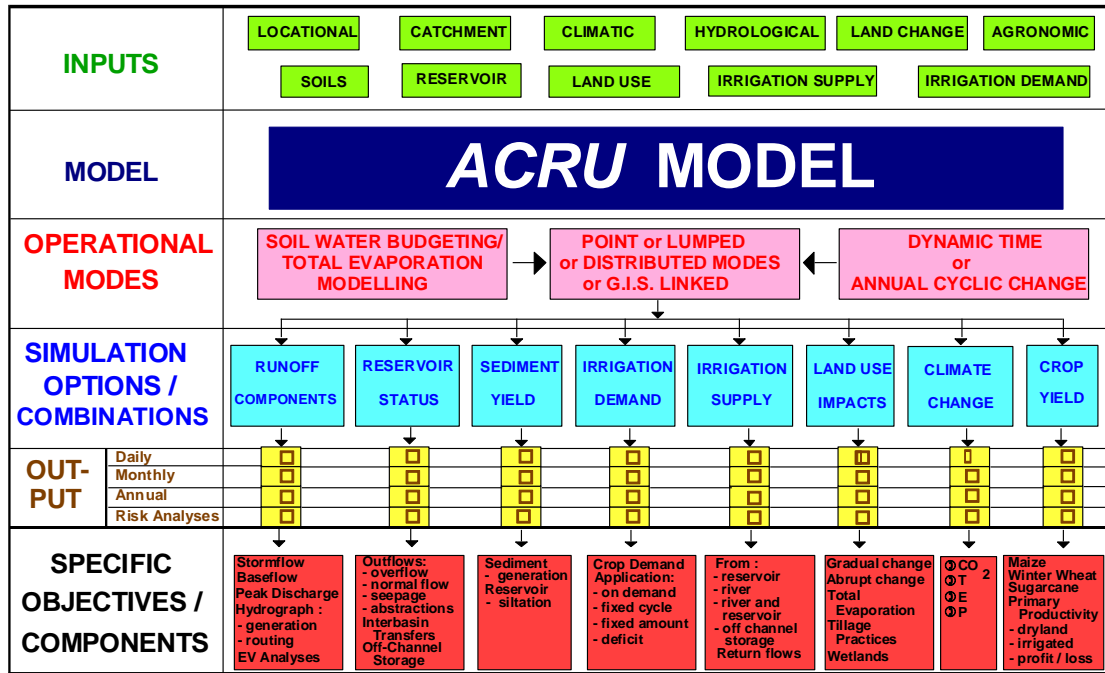 INPUTS
LOCATIONAL
CATCHMENT
CLIMATIC
HYDROLOGICAL
LAND CHANGE
AGRONOMIC
SOILS
RESERVOIR
LAND USE
IRRIGATION SUPPLY
IRRIGATION DEMAND
MODEL
ACRU MODEL
OPERATIONAL
MODES
SOIL WATER BUDGETING/
TOTAL EVAPORATION
MODELLING
POINT or LUMPED
or DISTRIBUTED MODES
or G.I.S. LINKED
DYNAMIC TIME
or
ANNUAL CYCLIC CHANGE
SIMULATION
OPTIONS /
COMBINATIONS
RUNOFF
COMPONENTS
RESERVOIR
STATUS
SEDIMENT
YIELD
IRRIGATION
DEMAND
IRRIGATION
SUPPLY
LAND USE
IMPACTS
CLIMATE
CHANGE
CROP
YIELD
OUT-
PUT
Daily
Monthly
Annual
Risk Analyses
SPECIFIC
OBJECTIVES /
COMPONENTS
Stormflow
Baseflow
Peak Discharge
Hydrograph :
- generation
- routing
EV Analyses
Outflows:
- overflow
- normal flow
- seepage
- abstractions
Interbasin
Transfers
Off-Channel
Storage
Sediment
- generation
Reservoir
- siltation
Crop Demand
Application:
- on demand
- fixed cycle
- fixed amount
- deficit
From :
- reservoir
- river
- river and
reservoir
- off channel
storage
Return flows
Gradual change
Abrupt change
Total
Evaporation
Tillage
Practices
Wetlands
CO 2
T
E
P
Maize
Winter Wheat
Sugarcane
Primary
Productivity
- dryland
- irrigated
- profit / loss